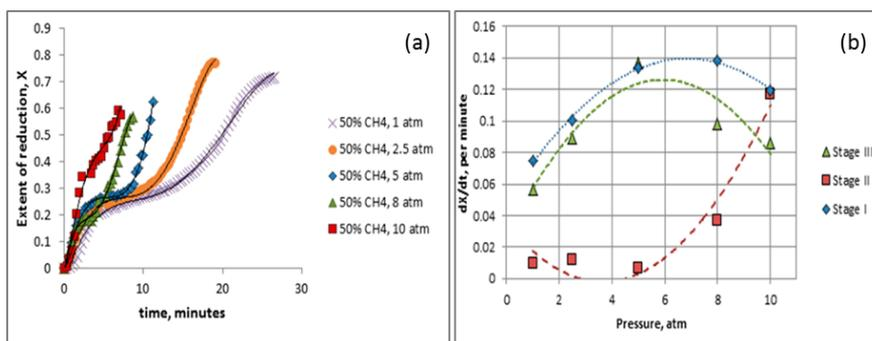 (a)
Extent of reduction, X
0.9
0.8
0.7
0.6
0.5
0.4
0.3
0.2
0.1
0
0
10
20
30
time, minutes
50% CH4, 1 atm
50% CH4, 2.5 atm
50% CH4, 5 atm
50% CH4, 8 atm
50% CH4, 10 atm
(b)
dX/dt, per minute
0.16
0.14
0.12
0.1
0.08
0.06
0.04
0.02
0
0
2
4
6
8
10
Pressure, atm
Stage III
Stage II
Stage I